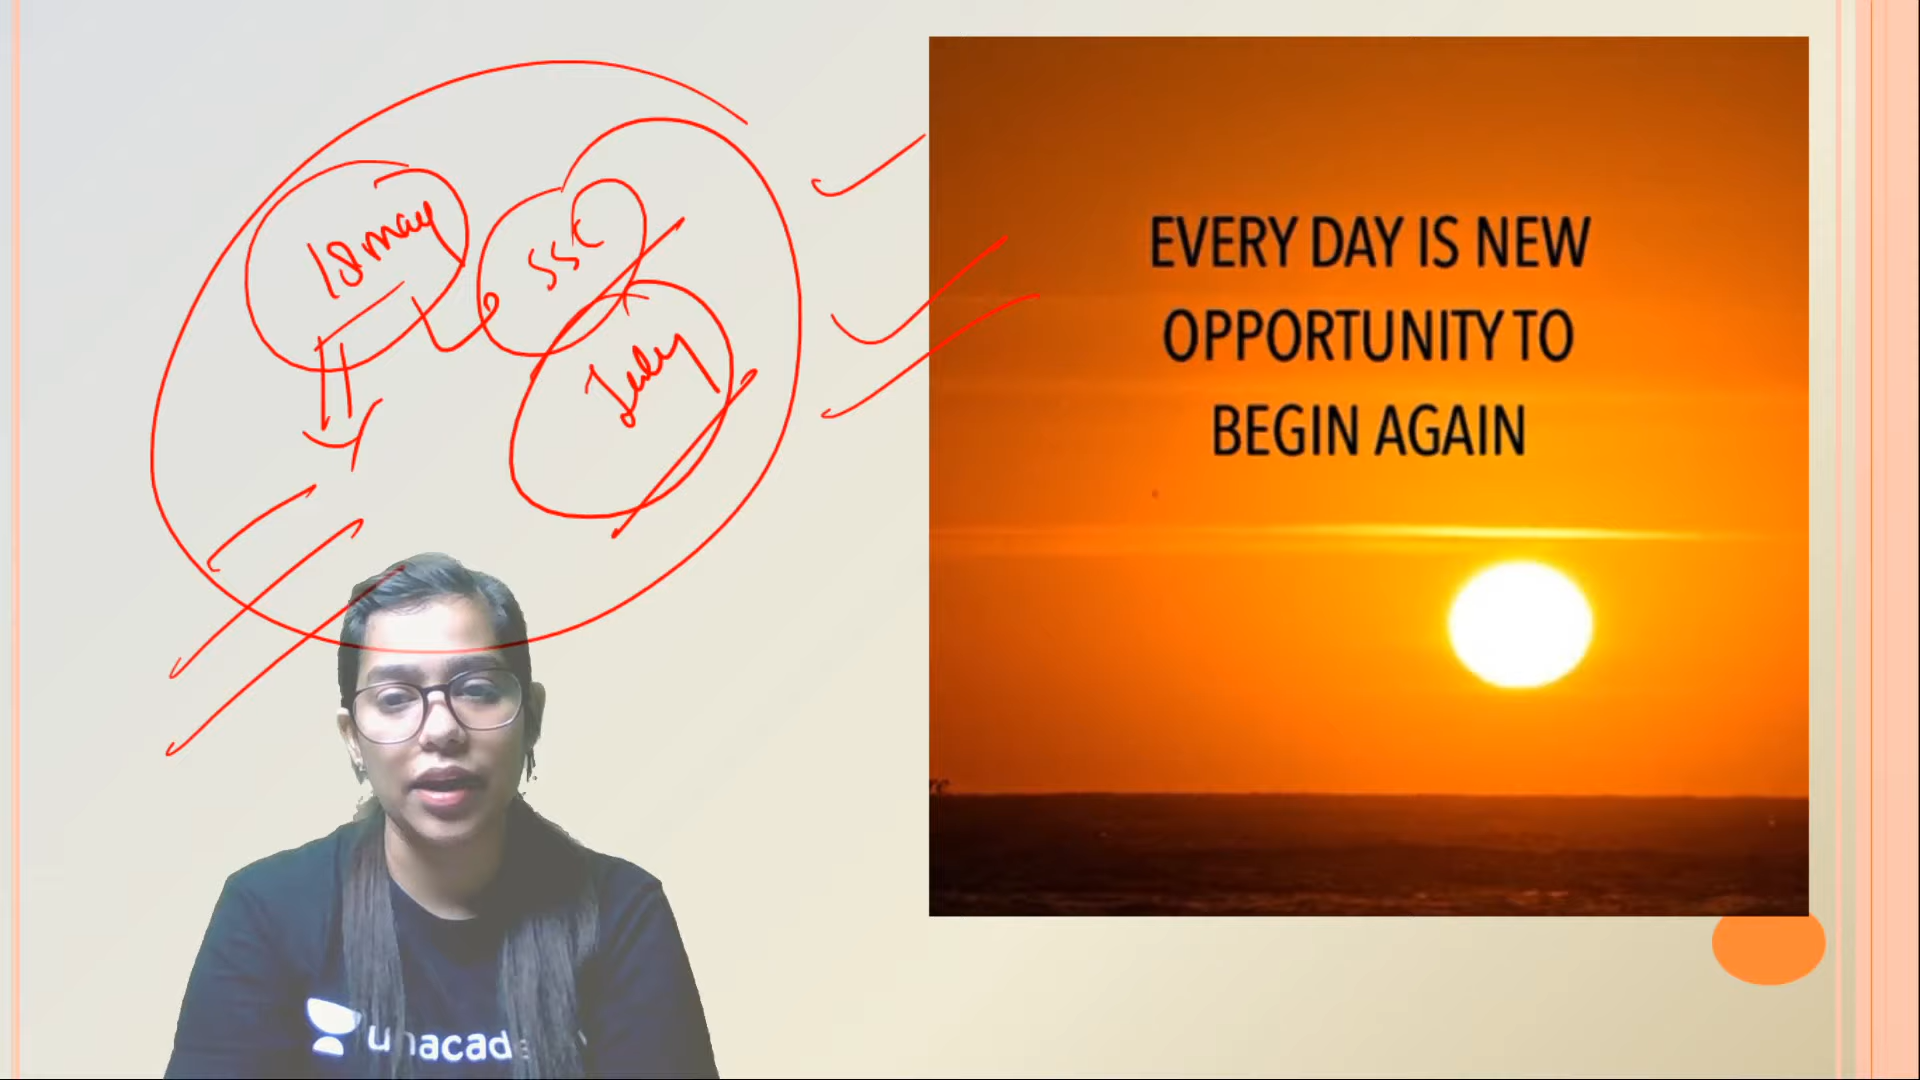 18 may
SSC
July
EVERY DAY IS NEW
OPPORTUNITY TO
BEGIN AGAIN
unacad